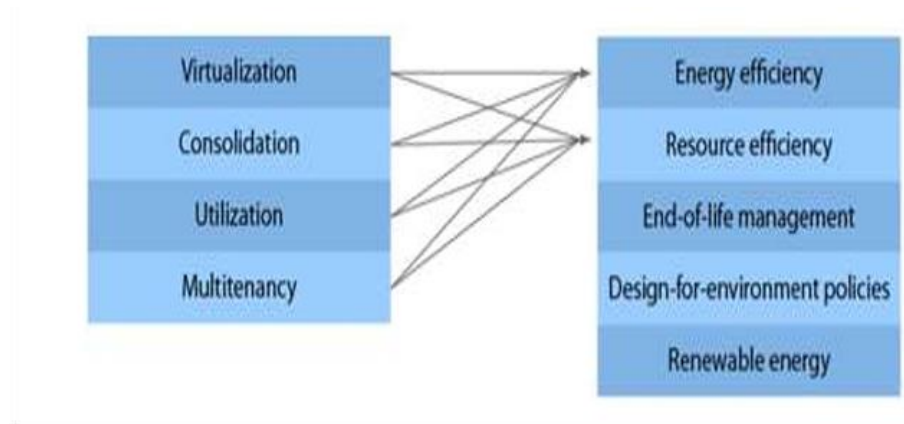 Virtualization
Consolidation
Utilization
Multitenancy
Energy efficiency
Resource efficiency
End-of-life management
Design-for-environment policies
Renewable energy